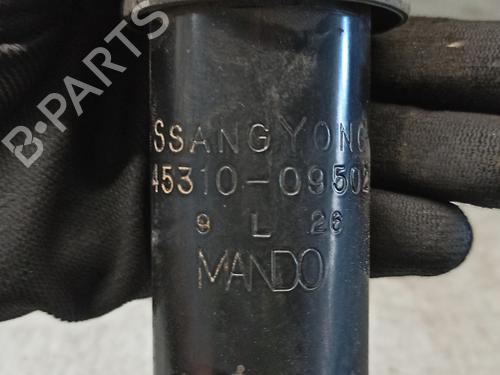 SSANGYONG
45310-09502
9 L 26
MANDO
B-PARTS